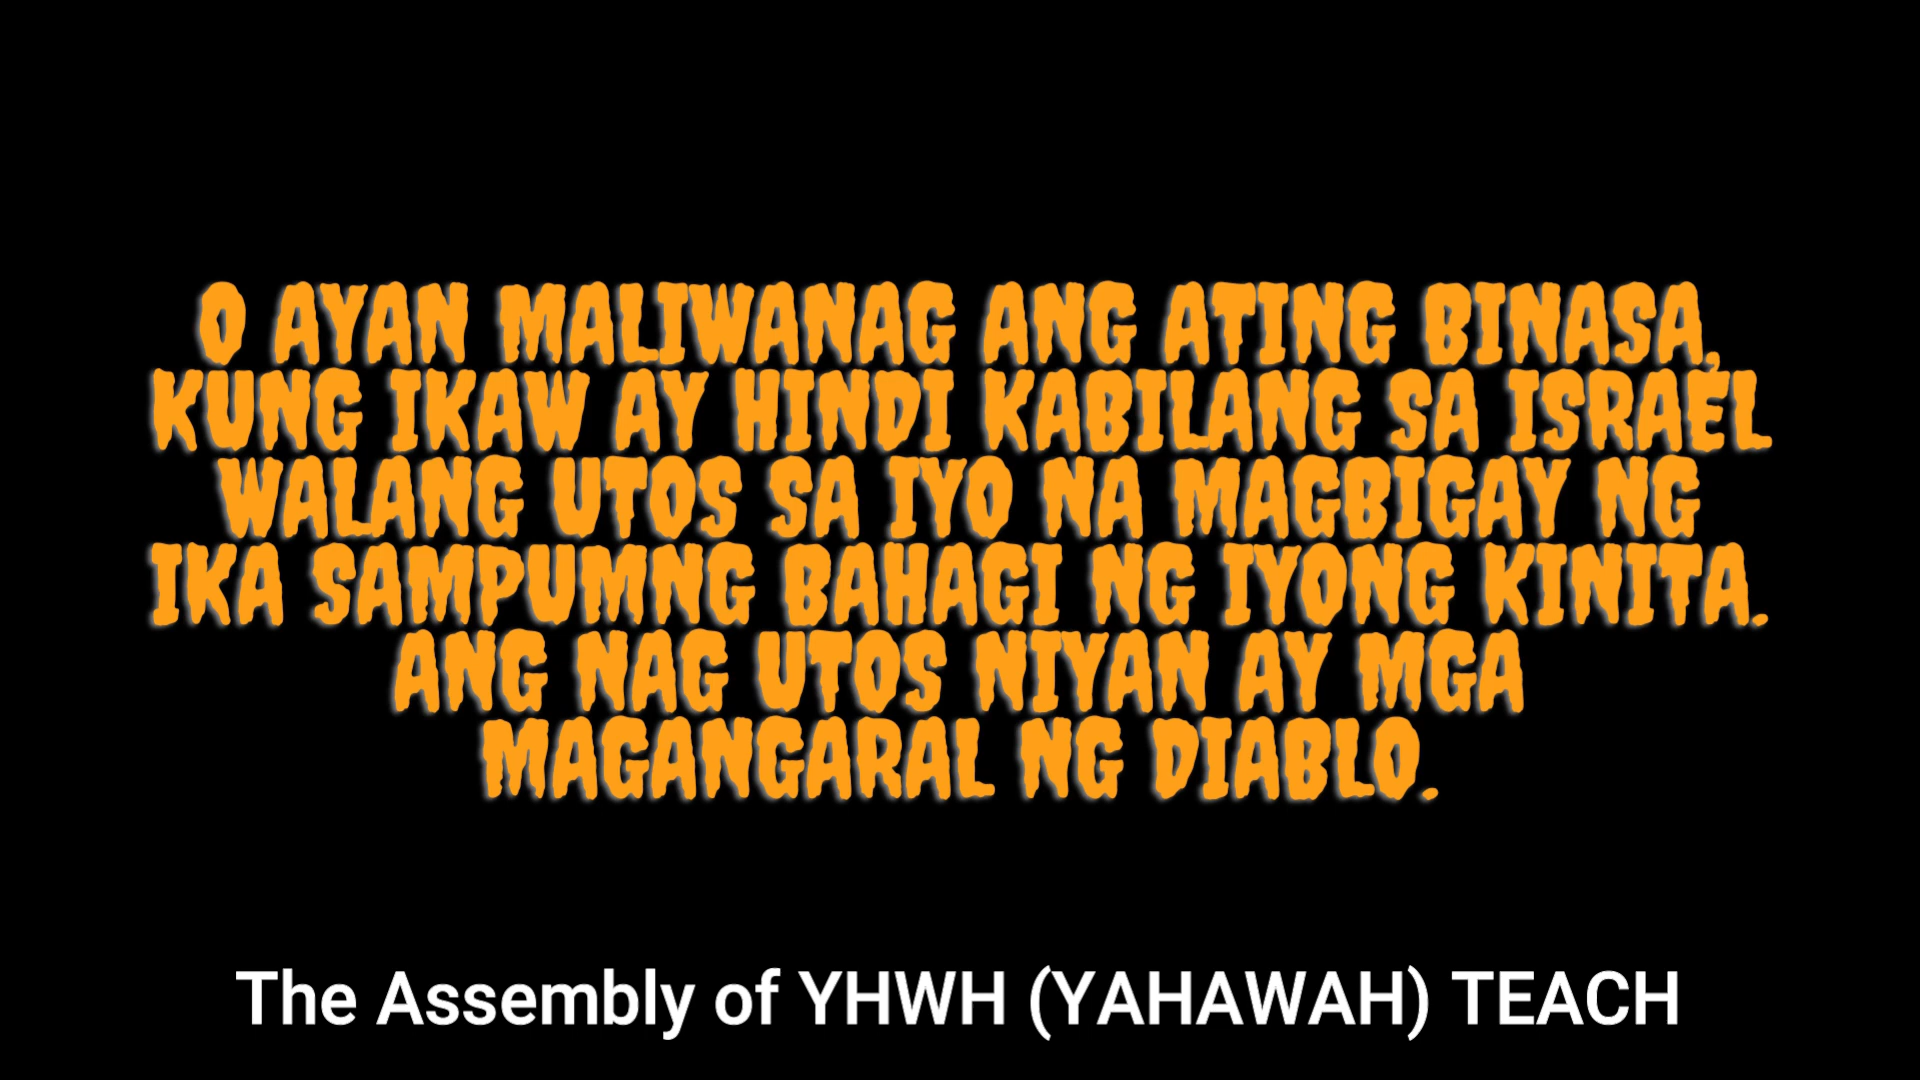 O AYAN MALIWANAG ANG ATING BINASA,
KUNG IKAW AY HINDI KABILANG SA ISRAEL
WALANG UTOS SA IYO NA MAGBIGAY NG
IKA SAMPUMNG BAHAGI NG IYONG KINITA.
ANG NAG UTOS NIYAN AY MGA
MAGANGARAL NG DIABLO.
The Assembly of YHWH (YAHAWAH) TEACH